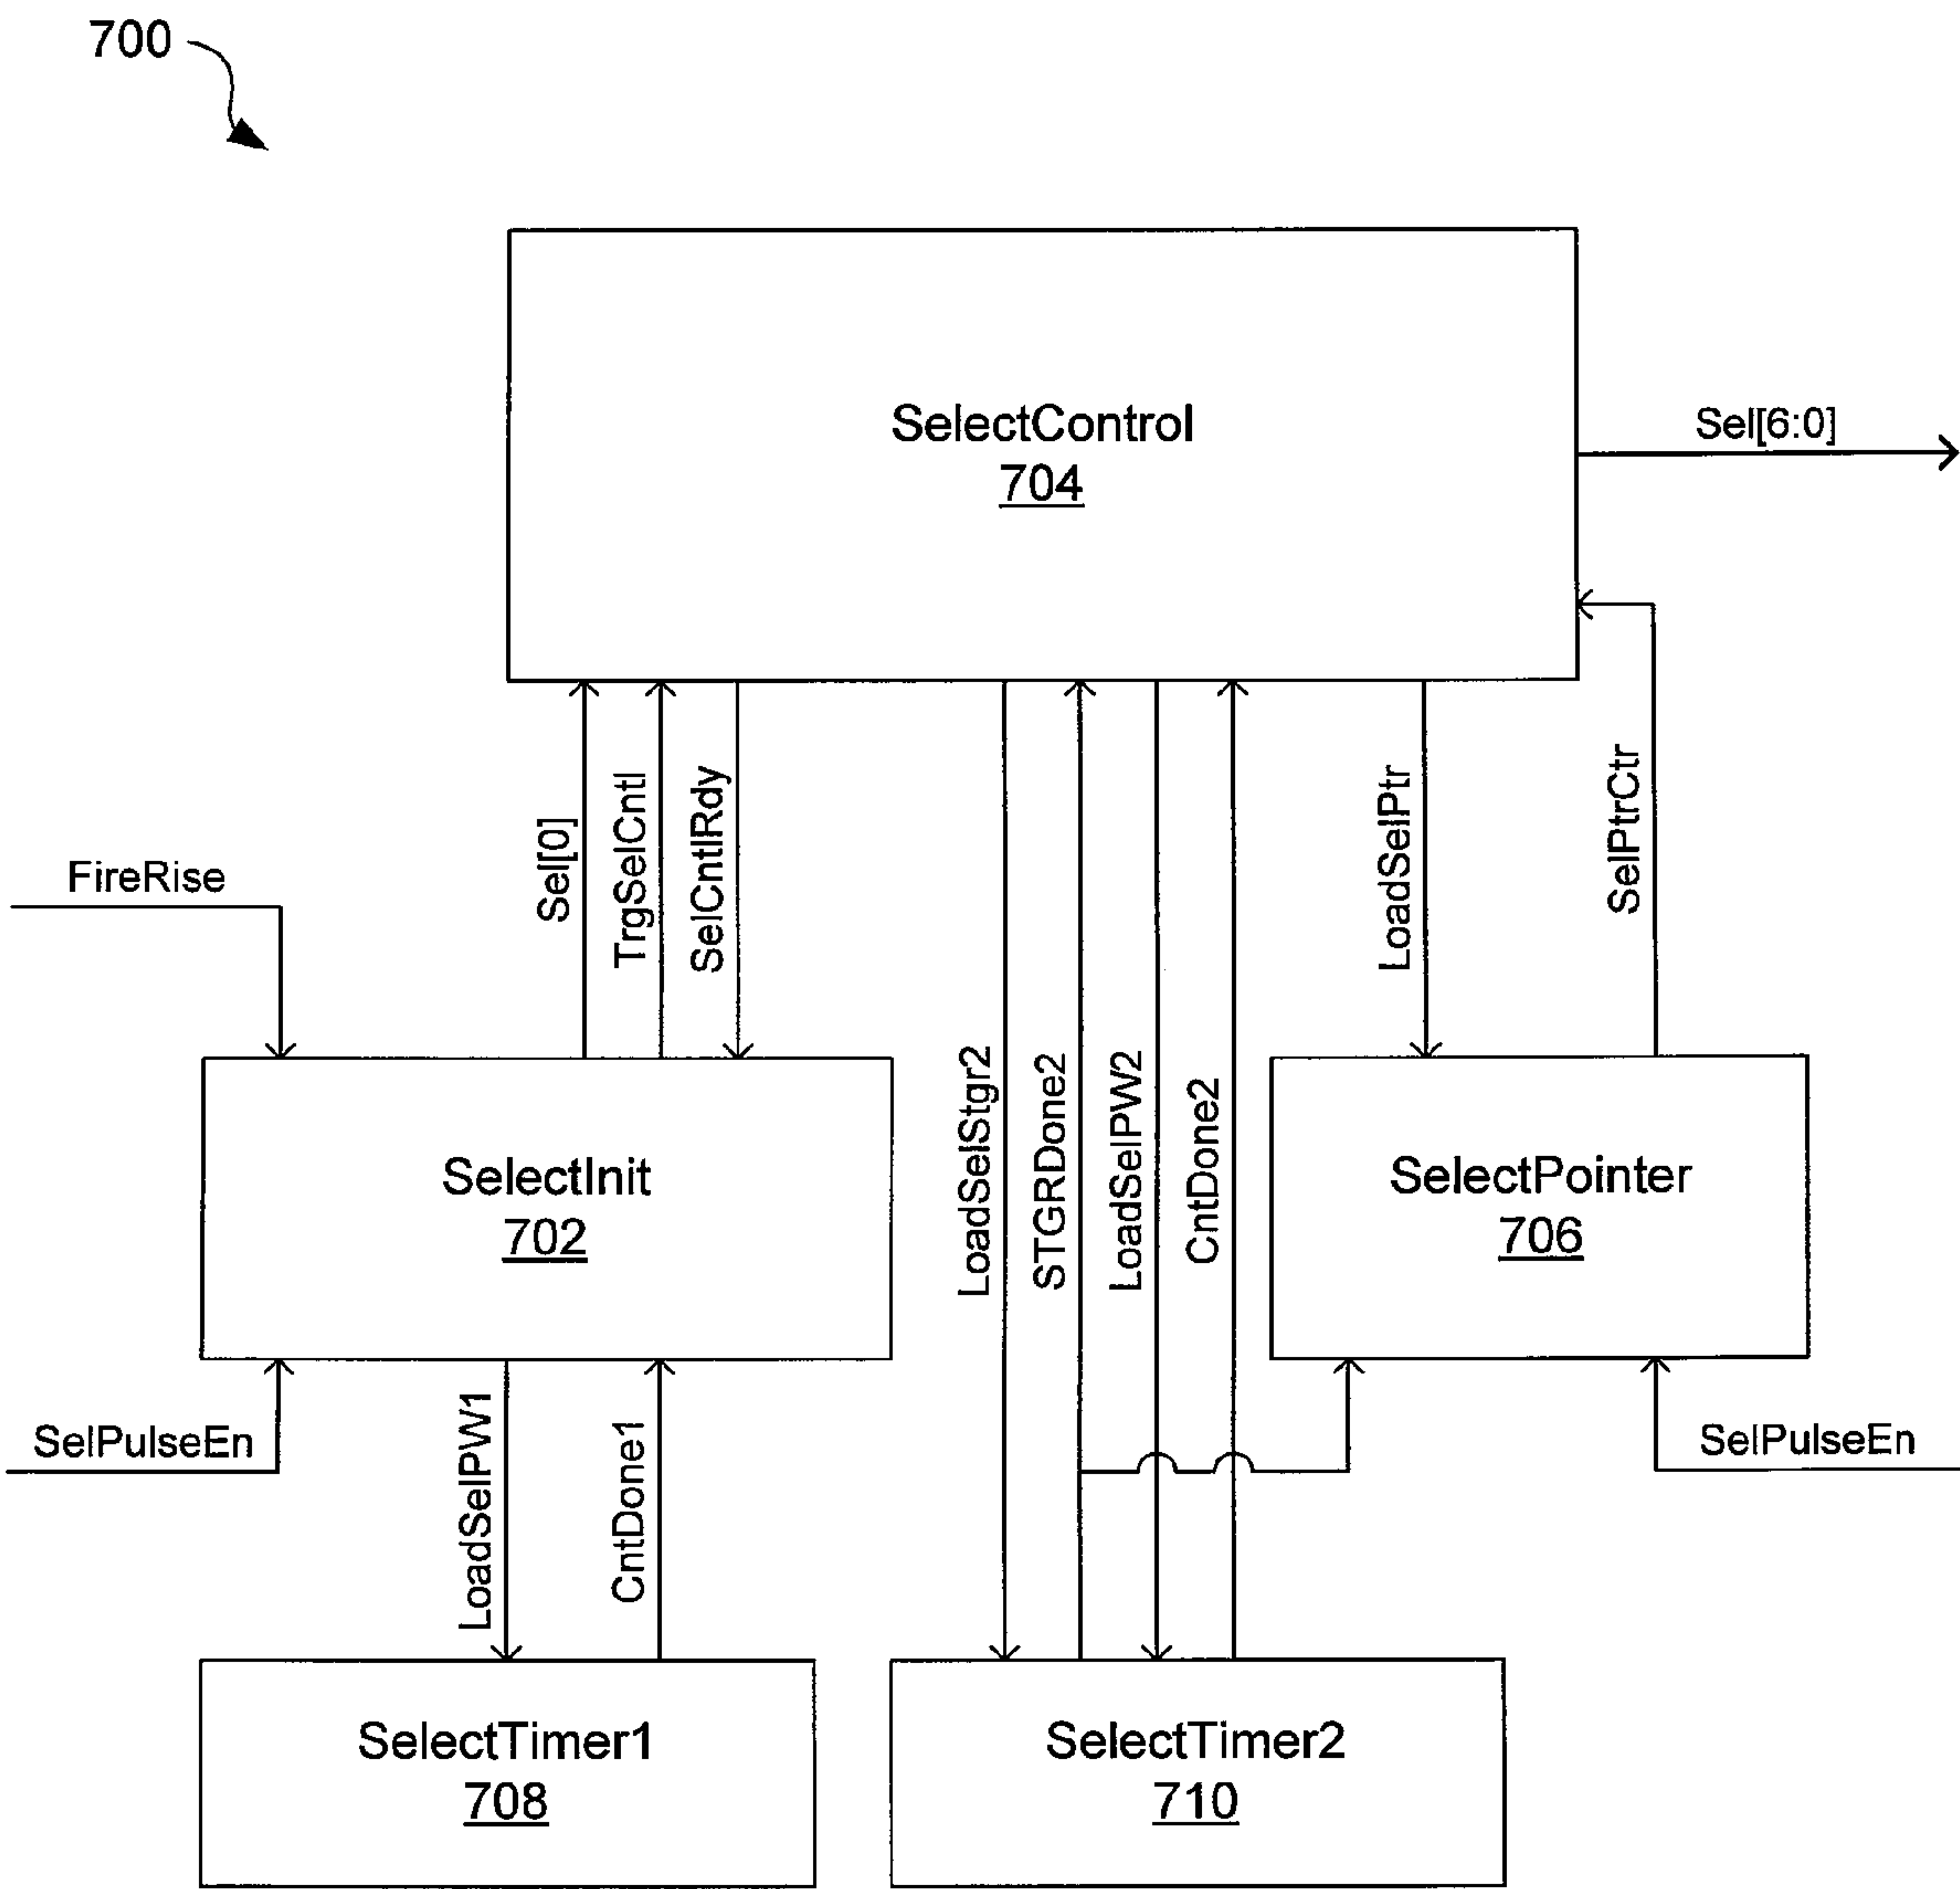 700
SelectControl
704
Sel[6:0]
Sel[0]
TrgSelCntl
SelCntlRdy
LoadSelPtr
SelPtrCtr
FireRise
LoadSelStgr2
STGRDone2
LoadSelPW2
CntDone2
SelectInit
702
SelectPointer
706
SelPulseEn
LoadSelPW1
CntDone1
SelPulseEn
SelectTimer1
708
SelectTimer2
710